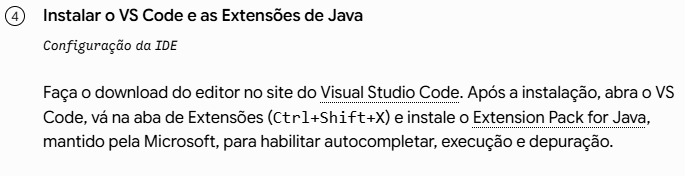 4 Instalar o VS Code e as Extensões de Java
Configuração da IDE
Faça o download do editor no site do Visual Studio Code. Após a instalação, abra o VS
Code, vá na aba de Extensões (Ctrl+Shift+X) e instale o Extension Pack for Java,
mantido pela Microsoft, para habilitar autocompletar, execução e depuração.